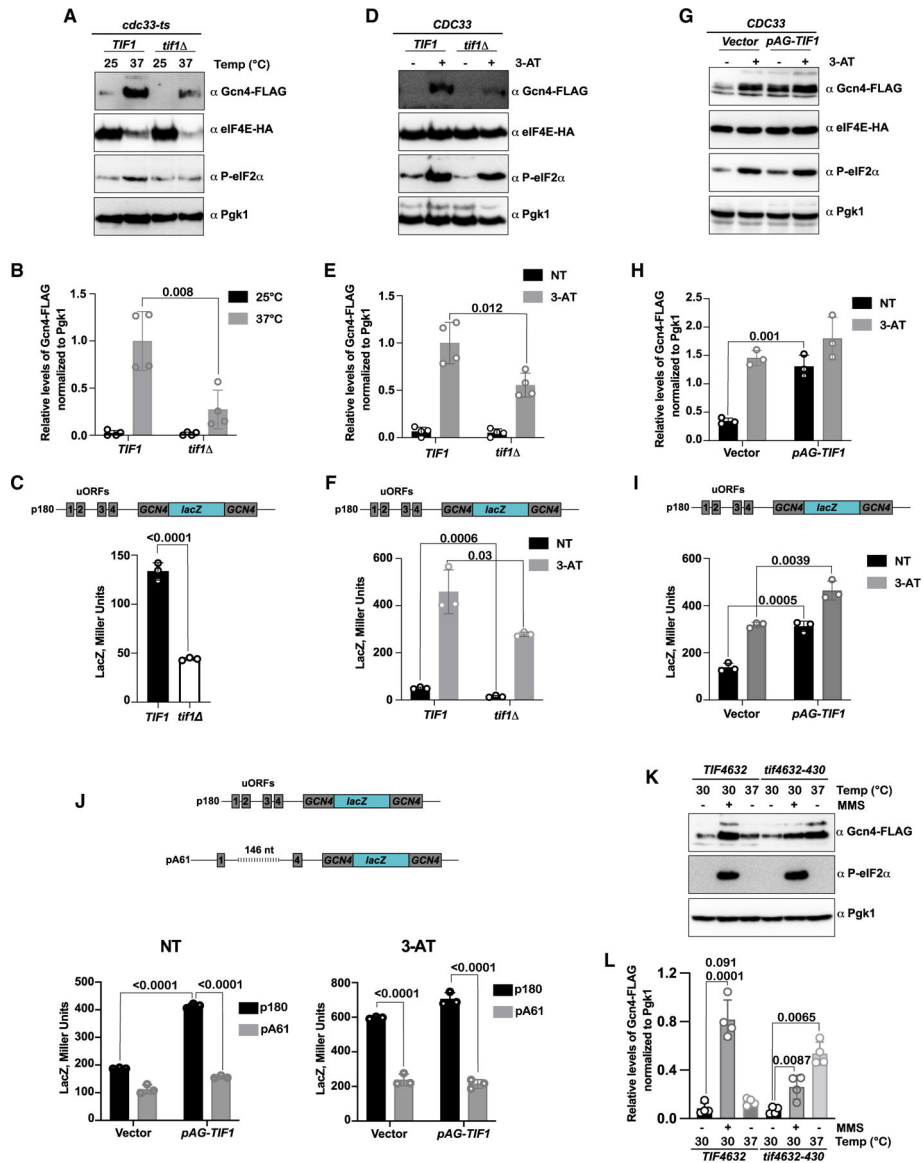 A
cdc33-ts
TIF1 tif1Δ
25 37 25 37 Temp (°C)
α Gcn4-FLAG
α eIF4E-HA
α P-eIF2α
α Pgk1
B
Relative levels of Gcn4-FLAG
normalized to Pgk1
1.5
1.0
0.5
0.0
0.008
25°C
37°C
TIF1 tif1Δ
C
uORFs
p180 1 2 3 4 GCN4 lacZ GCN4
LacZ, Miller Units
150
100
50
0
<0.0001
TIF1 tif1Δ
D
CDC33
TIF1 tif1Δ
- + - + 3-AT
α Gcn4-FLAG
α eIF4E-HA
α P-eIF2α
α Pgk1
E
Relative levels of Gcn4-FLAG
normalized to Pgk1
1.5
1.0
0.5
0.0
0.012
NT
3-AT
TIF1 tif1Δ
F
uORFs
p180 1 2 3 4 GCN4 lacZ GCN4
LacZ, Miller Units
600
400
200
0
0.0006
0.03
NT
3-AT
TIF1 tif1Δ
G
CDC33
Vector pAG-TIF1
- + - + 3-AT
α Gcn4-FLAG
α eIF4E-HA
α P-eIF2α
α Pgk1
H
Relative levels of Gcn4-FLAG
normalized to Pgk1
2.5
2.0
1.5
1.0
0.5
0.0
0.001
NT
3-AT
Vector pAG-TIF1
I
uORFs
p180 1 2 3 4 GCN4 lacZ GCN4
LacZ, Miller Units
600
400
200
0
0.0039
0.0005
NT
3-AT
Vector pAG-TIF1
J
uORFs
p180 1 2 3 4 GCN4 lacZ GCN4
146 nt
pA61 1 4 GCN4 lacZ GCN4
NT
LacZ, Miller Units
500
400
300
200
100
0
<0.0001 <0.0001
p180
pA61
Vector pAG-TIF1
3-AT
LacZ, Miller Units
800
600
400
200
0
<0.0001
<0.0001
p180
pA61
Vector pAG-TIF1
K
TIF4632 tif4632-430
30 30 37 30 30 37 Temp (°C)
- + - - + - MMS
α Gcn4-FLAG
α P-eIF2α
α Pgk1
L
Relative levels of Gcn4-FLAG
normalized to Pgk1
1.2
0.8
0.4
0.0
0.091
0.0001
0.0065
0.0087
- + - - + - MMS
30 30 37 30 30 37 Temp (°C)
TIF4632 tif4632-430